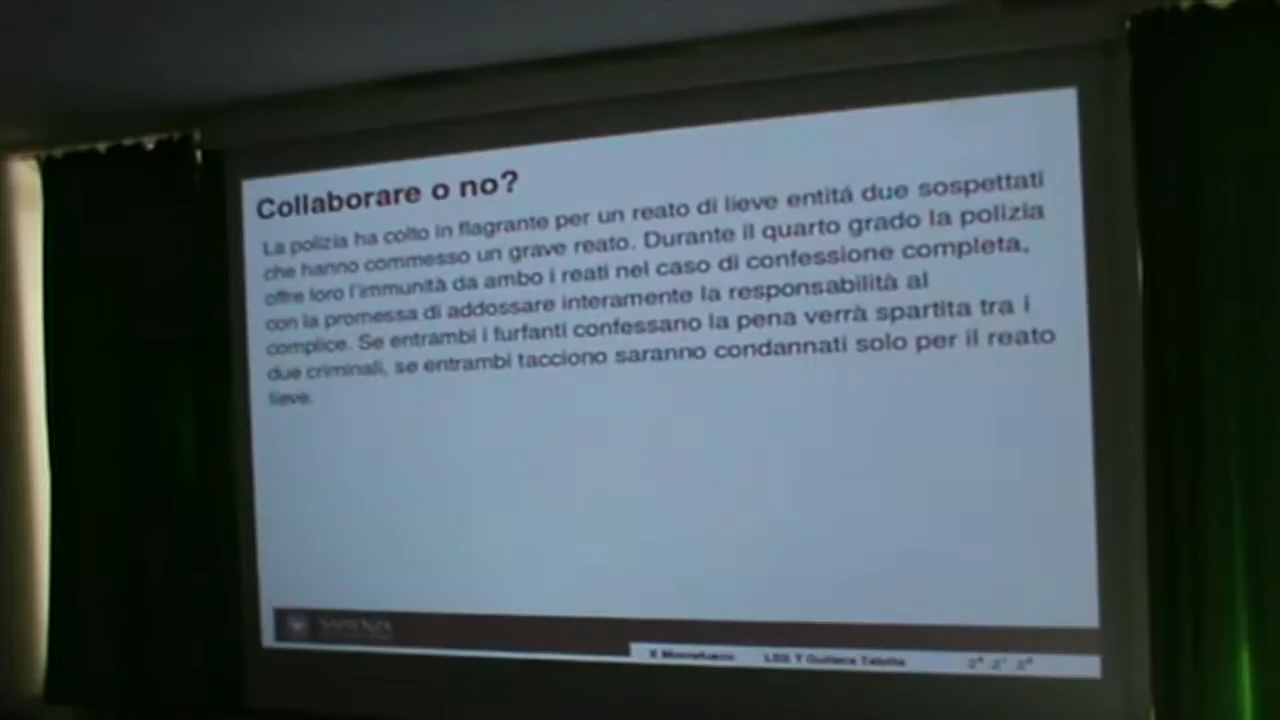 Collaborare o no?
La polizia ha colto in flagrante per un reato di lieve entitá due sospettati
che hanno commesso un grave reato. Durante il quarto grado la polizia
offre loro l'immunità da ambo i reati nel caso di confessione completa,
con la promessa di addossare interamente la responsabilità al
complice. Se entrambi i furfanti confessano la pena verrà spartita tra i
due criminali, se entrambi tacciono saranno condannati solo per il reato
lieve.
SAPIENZA